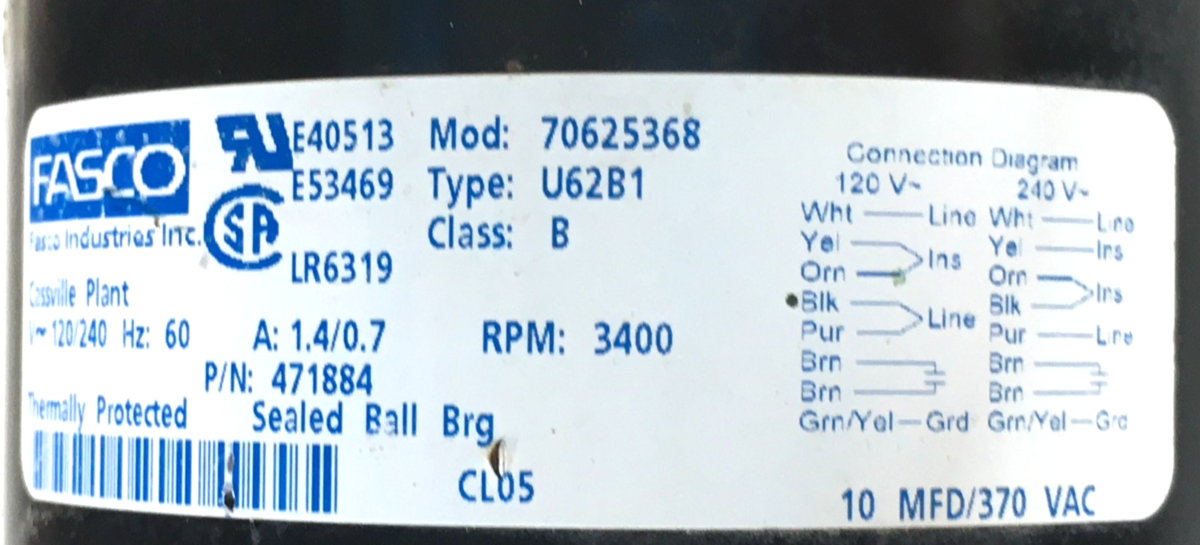 FASCO
Fasco Industries Inc.
E40513
E53469
LR6319
Mod: 70625368
Type: U62B1
Class: B
Cassville Plant
V~ 120/240 Hz: 60 A: 1.4/0.7 RPM: 3400
P/N: 471884
Thermally Protected Sealed Ball Brg
CL05
Connection Diagram
120 V~ 240 V~
Wht Line Wht Line
Yel Yel Ins
Orn Ins Orn
Blk Blk Ins
Pur Line Pur Line
Brn Brn
Brn Brn
Grn/Yel Grd Grn/Yel Grd
10 MFD/370 VAC